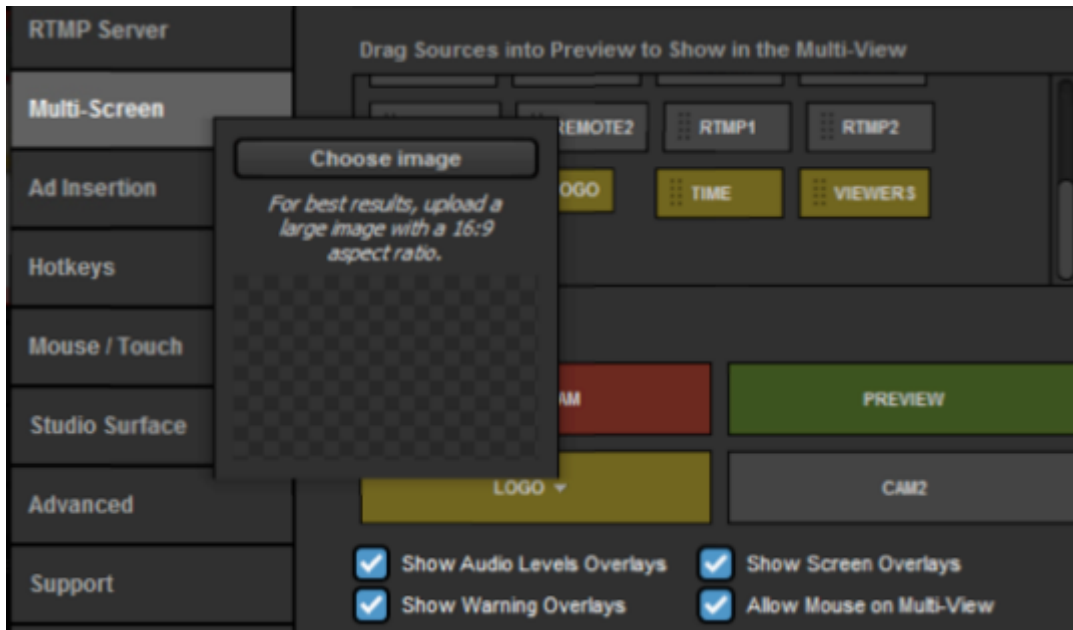 RTMP Server
Multi-Screen
Ad Insertion
Hotkeys
Mouse / Touch
Studio Surface
Advanced
Support
Drag Sources into Preview to Show in the Multi-View
REMOTE2
RTMP1
RTMP2
OGO
TIME
VIEWERS
Choose image
For best results, upload a
large image with a 16:9
aspect ratio.
AM
PREVIEW
LOGO
CAM2
Show Audio Levels Overlays
Show Screen Overlays
Show Warning Overlays
Allow Mouse on Multi-View